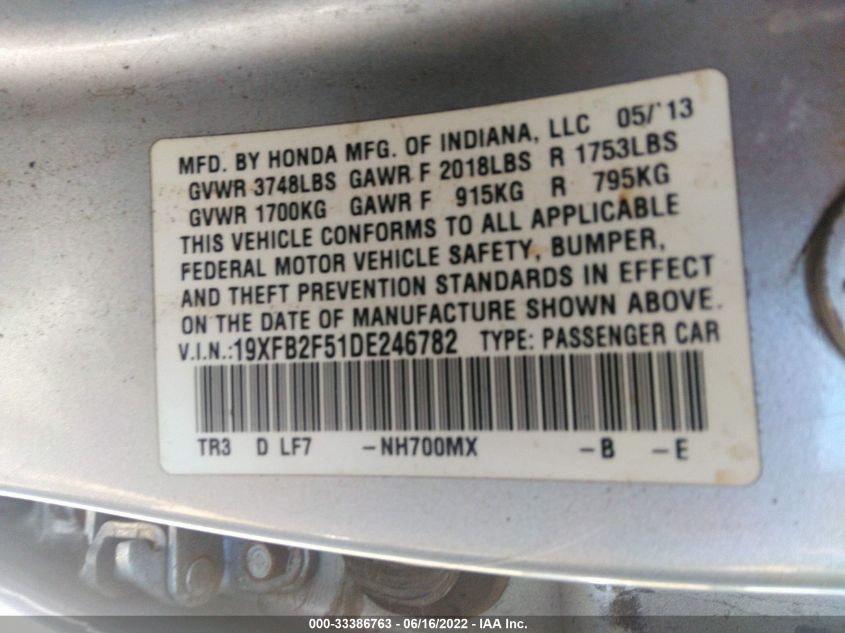 MFD. BY HONDA MFG. OF INDIANA, LLC 05/'13
GVWR 3748LBS GAWR F 2018LBS R 1753LBS
GVWR 1700KG GAWR F 915KG R 795KG
THIS VEHICLE CONFORMS TO ALL APPLICABLE
FEDERAL MOTOR VEHICLE SAFETY, BUMPER,
AND THEFT PREVENTION STANDARDS IN EFFECT
ON THE DATE OF MANUFACTURE SHOWN ABOVE.
V.I.N.:19XFB2F51DE246782 TYPE: PASSENGER CAR
TR3 D LF7 -NH700MX -B -E
000-33386763 - 06/16/2022 - IAA Inc.